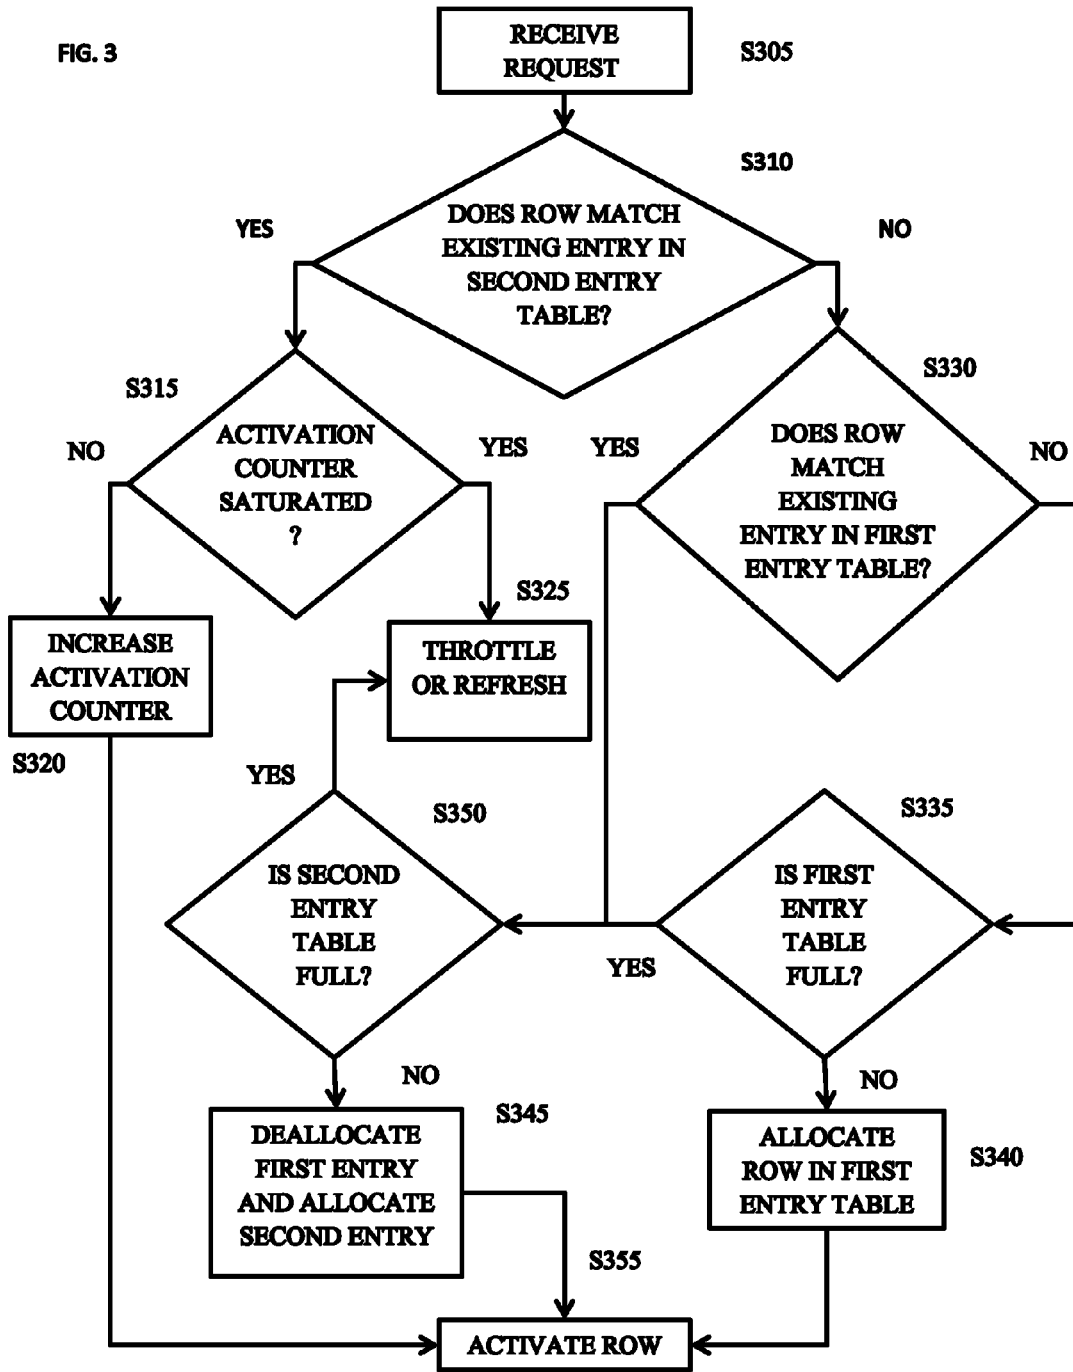 FIG. 3
RECEIVE
REQUEST
S305
S310
YES
DOES ROW MATCH
EXISTING ENTRY IN
SECOND ENTRY
TABLE?
NO
S315
S330
NO
ACTIVATION
COUNTER
SATURATED
?
YES
YES
DOES ROW
MATCH
EXISTING
ENTRY IN FIRST
ENTRY TABLE?
NO
S325
INCREASE
ACTIVATION
COUNTER
THROTTLE
OR REFRESH
S320
YES
S350
S335
IS SECOND
ENTRY
TABLE
FULL?
YES
IS FIRST
ENTRY
TABLE
FULL?
NO
NO
S345
DEALLOCATE
FIRST ENTRY
AND ALLOCATE
SECOND ENTRY
ALLOCATE
ROW IN FIRST
ENTRY TABLE
S340
S355
ACTIVATE ROW